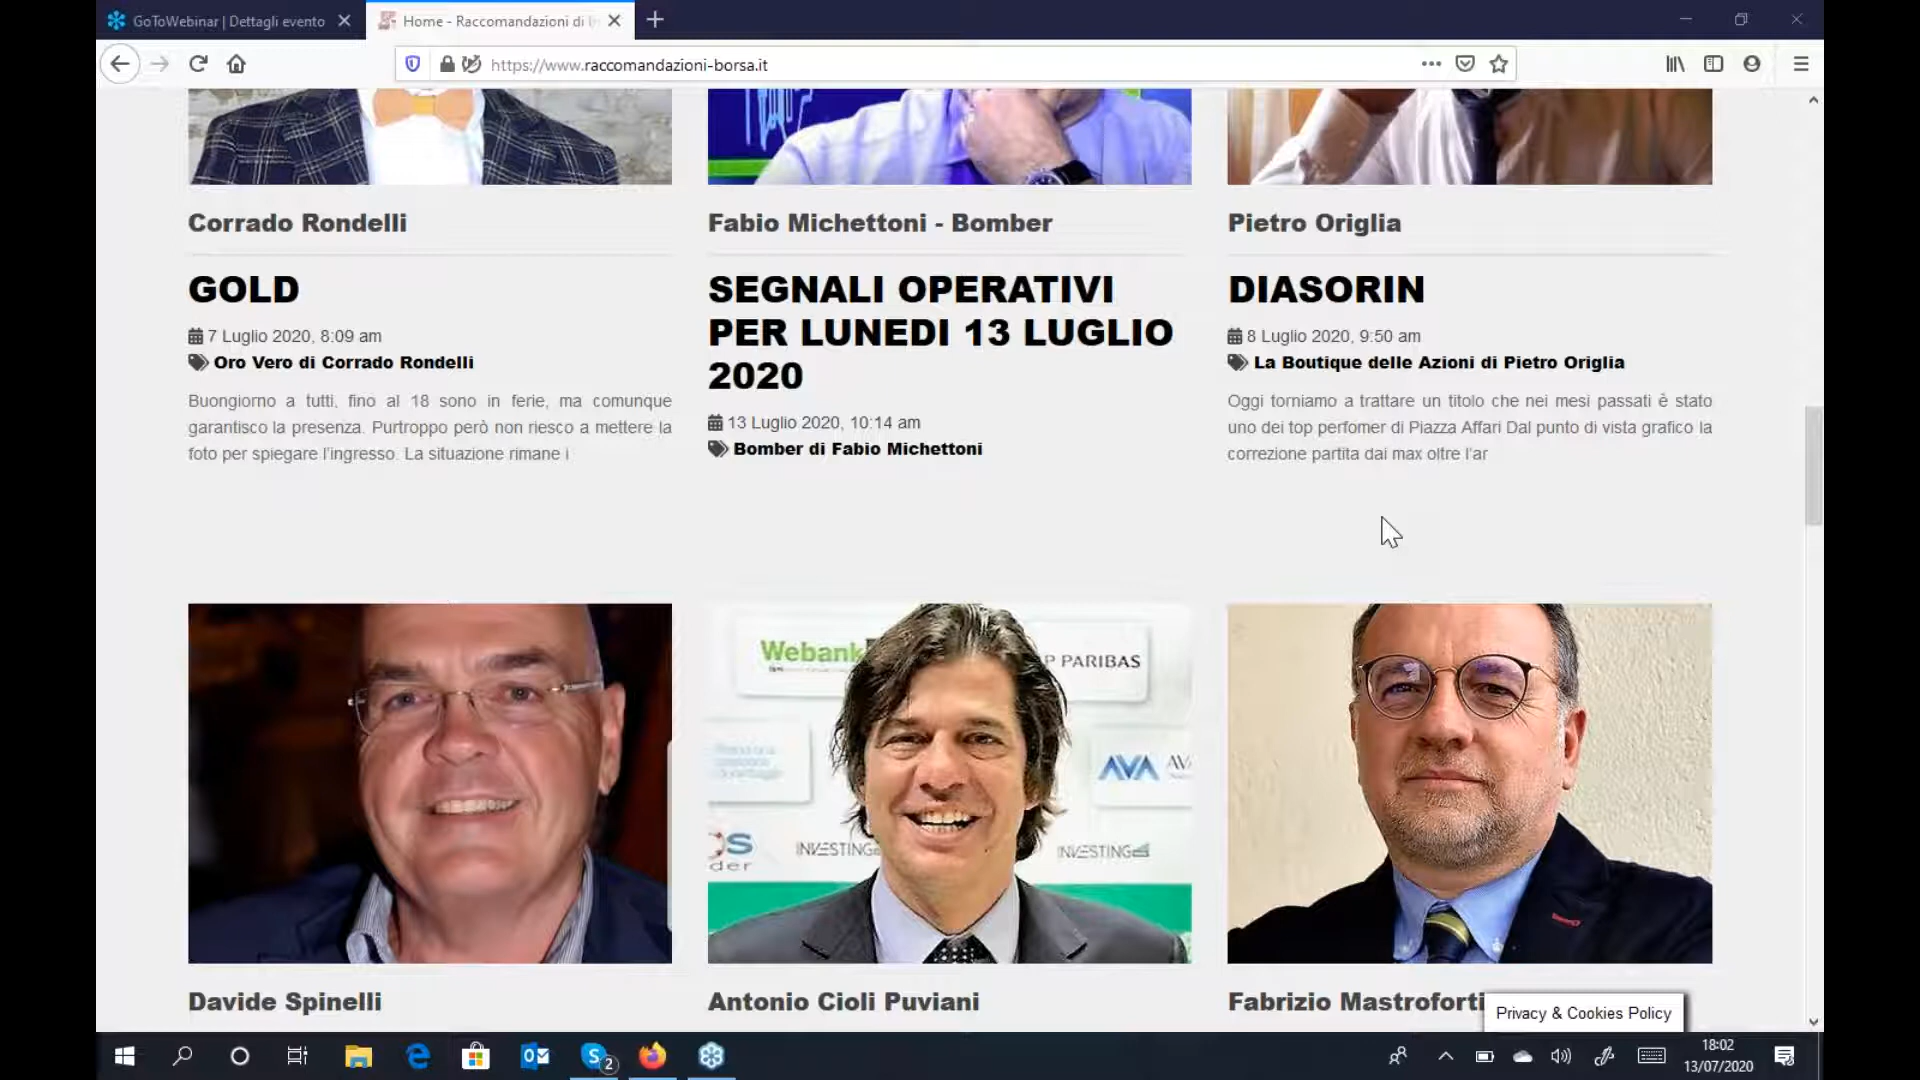 GoToWebinar | Dettagli evento
Home - Raccomandazioni di b
https://www.raccomandazioni-borsa.it
Corrado Rondelli
GOLD
7 Luglio 2020, 8:09 am
Oro Vero di Corrado Rondelli
Buongiorno a tutti, fino al 18 sono in ferie, ma comunque
garantisco la presenza. Purtroppo però non riesco a mettere la
foto per spiegare l'ingresso. La situazione rimane i
Fabio Michettoni - Bomber
SEGNALI OPERATIVI
PER LUNEDI 13 LUGLIO
2020
13 Luglio 2020, 10:14 am
Bomber di Fabio Michettoni
Pietro Origlia
DIASORIN
8 Luglio 2020, 9:50 am
La Boutique delle Azioni di Pietro Origlia
Oggi torniamo a trattare un titolo che nei mesi passati è stato
uno dei top perfomer di Piazza Affari Dal punto di vista grafico la
correzione partita dai max oltre l'ar
Webank
P PARIBAS
AVA AV
S
der
INVESTING
INVESTING
Davide Spinelli
Antonio Cioli Puviani
Fabrizio Mastroforti
Privacy & Cookies Policy
2
18:02
13/07/2020